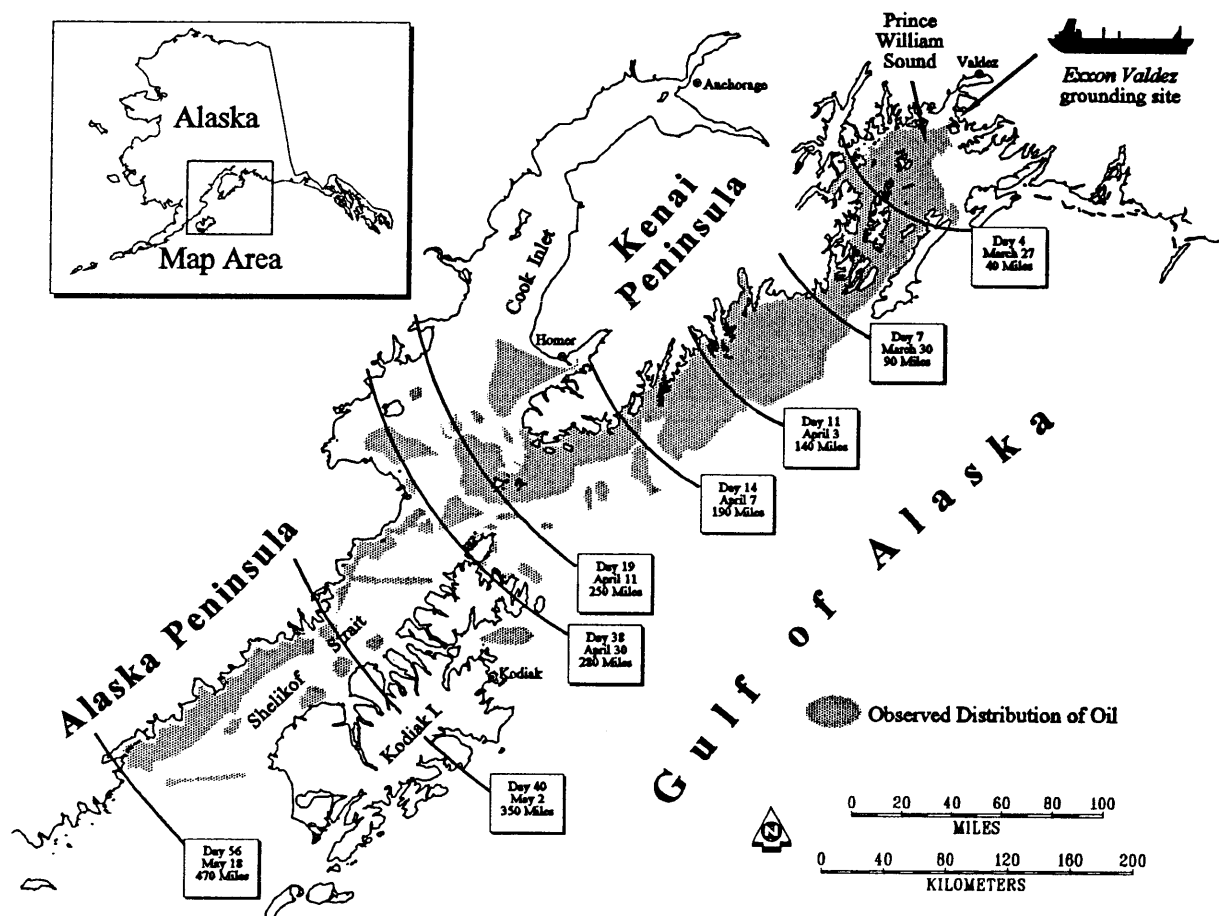 Alaska
Map Area
Prince
William
Sound
Valdez
Exxon Valdez
grounding site
Anchorage
Kenai
Peninsula
Cook Inlet
Homer
Day 4
March 27
40 Miles
Day 7
March 30
90 Miles
Day 11
April 3
140 Miles
Day 14
April 7
190 Miles
Day 19
April 11
250 Miles
Day 38
April 30
280 Miles
Gulf of Alaska
Alaska Peninsula
Shelikof
Strait
Kodiak
Kodiak I.
Day 40
May 2
350 Miles
Day 56
May 18
470 Miles
Observed Distribution of Oil
N
0 20 40 60 80 100
MILES
0 40 80 120 160 200
KILOMETERS